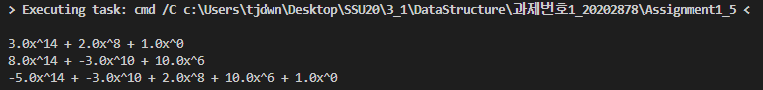 > Executing task: cmd /C c:\Users\tjdwn\Desktop\SSU20\3_1\DataStructure\과제번호1_20202878\Assignment1_5 <
3.0x^14 + 2.0x^8 + 1.0x^0
8.0x^14 + -3.0x^10 + 10.0x^6
-5.0x^14 + -3.0x^10 + 2.0x^8 + 10.0x^6 + 1.0x^0